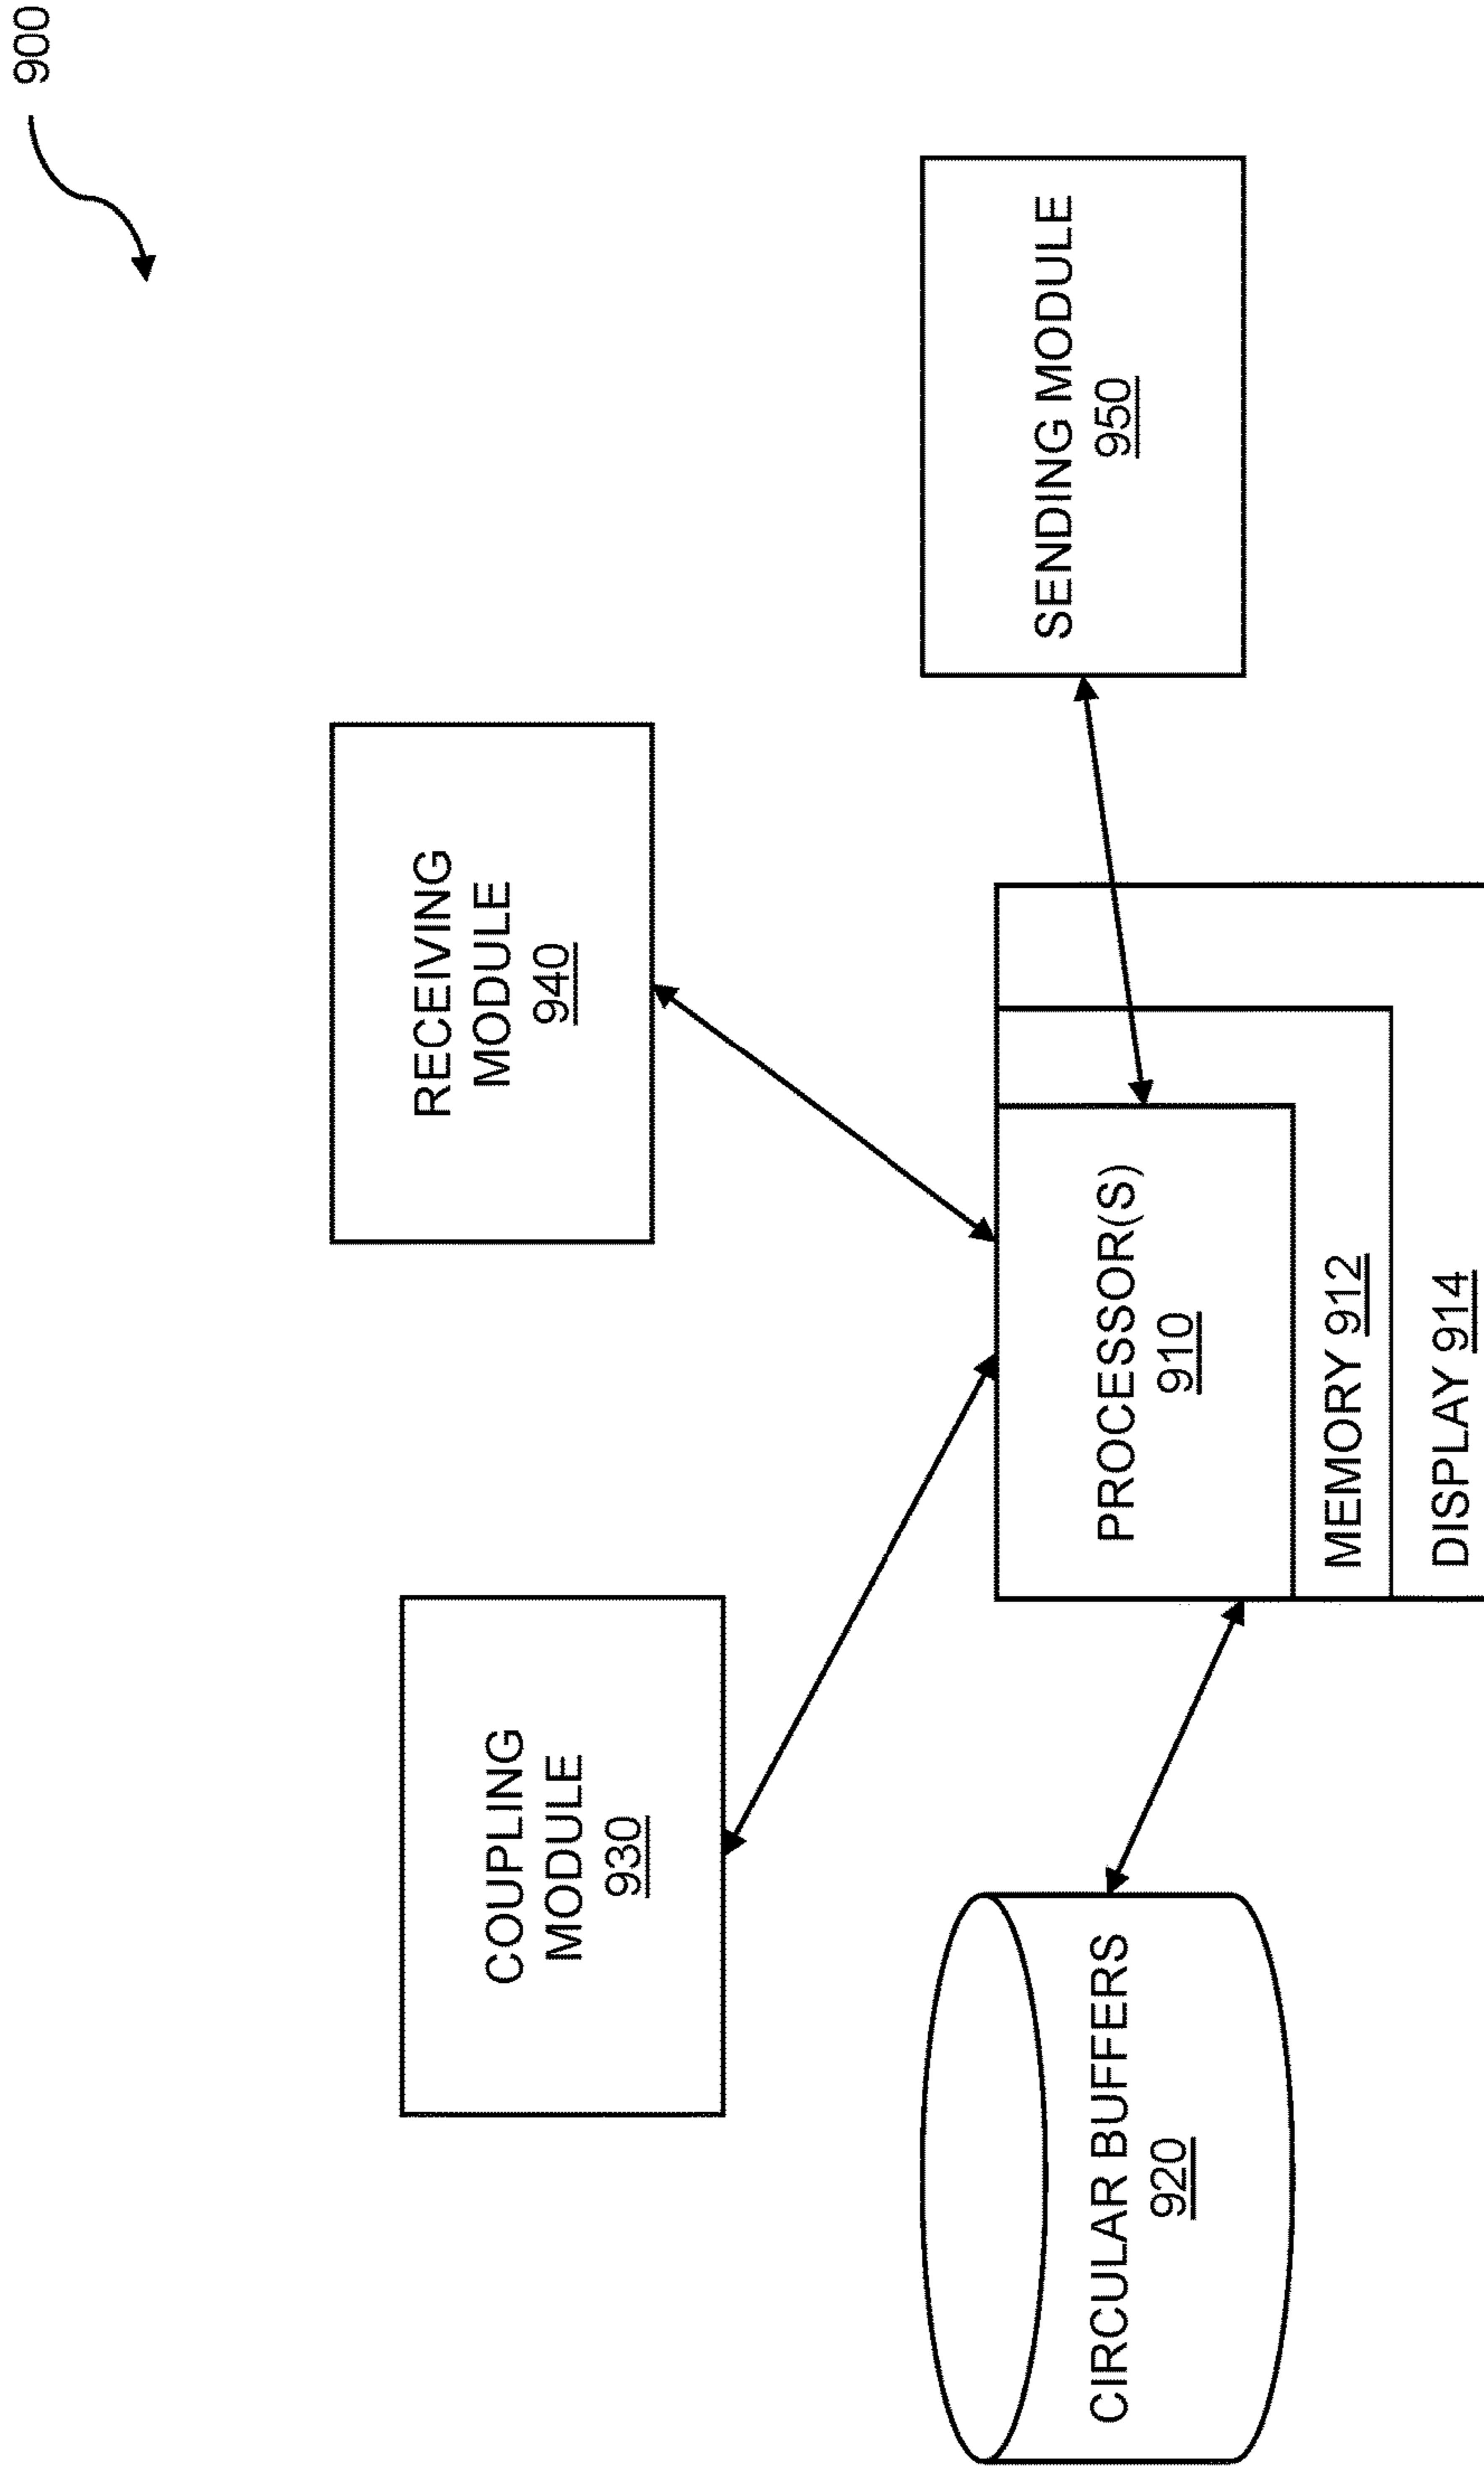 900
COUPLING
MODULE
930
RECEIVING
MODULE
940
CIRCULAR BUFFERS
920
PROCESSOR(S)
910
MEMORY 912
DISPLAY 914
SENDING MODULE
950